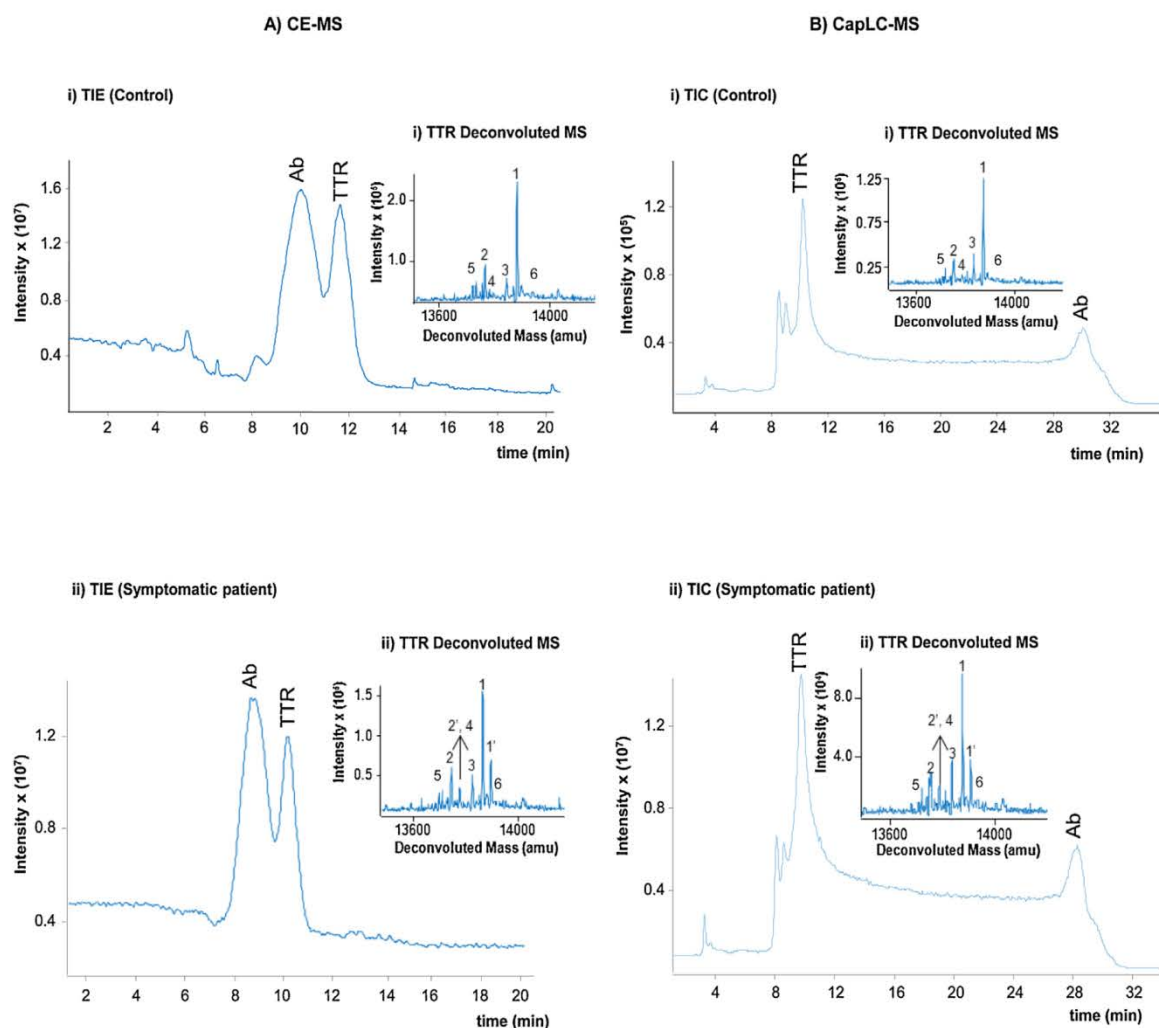 A) CE-MS
B) CapLC-MS
i) TIE (Control)
i) TTR Deconvoluted MS
Intensity x (10⁷)
1.6
1.2
0.8
0.4
Ab
TTR
2 4 6 8 10 12 14 16 18 20
time (min)
Intensity x (10⁵)
2.0
1.0
5 2 4 3 1 6
13600 14000
Deconvoluted Mass (amu)
i) TIC (Control)
i) TTR Deconvoluted MS
Intensity x (10⁵)
1.2
0.8
0.4
TTR
Ab
4 8 12 16 20 24 28 32
time (min)
Intensity x (10⁵)
1.25
0.75
0.25
5 2 4 3 1 6
13600 14000
Deconvoluted Mass (amu)
ii) TIE (Symptomatic patient)
ii) TTR Deconvoluted MS
Intensity x (10⁷)
1.2
0.8
0.4
Ab
TTR
2 4 6 8 10 12 14 16 18 20
time (min)
1.5
1.0
0.5
5 2 2', 4 3 1 1' 6
13600 14000
Deconvoluted Mass (amu)
ii) TIC (Symptomatic patient)
ii) TTR Deconvoluted MS
Intensity x (10⁷)
1.2
0.8
0.4
TTR
Ab
4 8 12 16 20 24 28 32
time (min)
Intensity x (10⁴)
8.0
4.0
5 2 2', 4 3 1 1' 6
13600 14000
Deconvoluted Mass (amu)